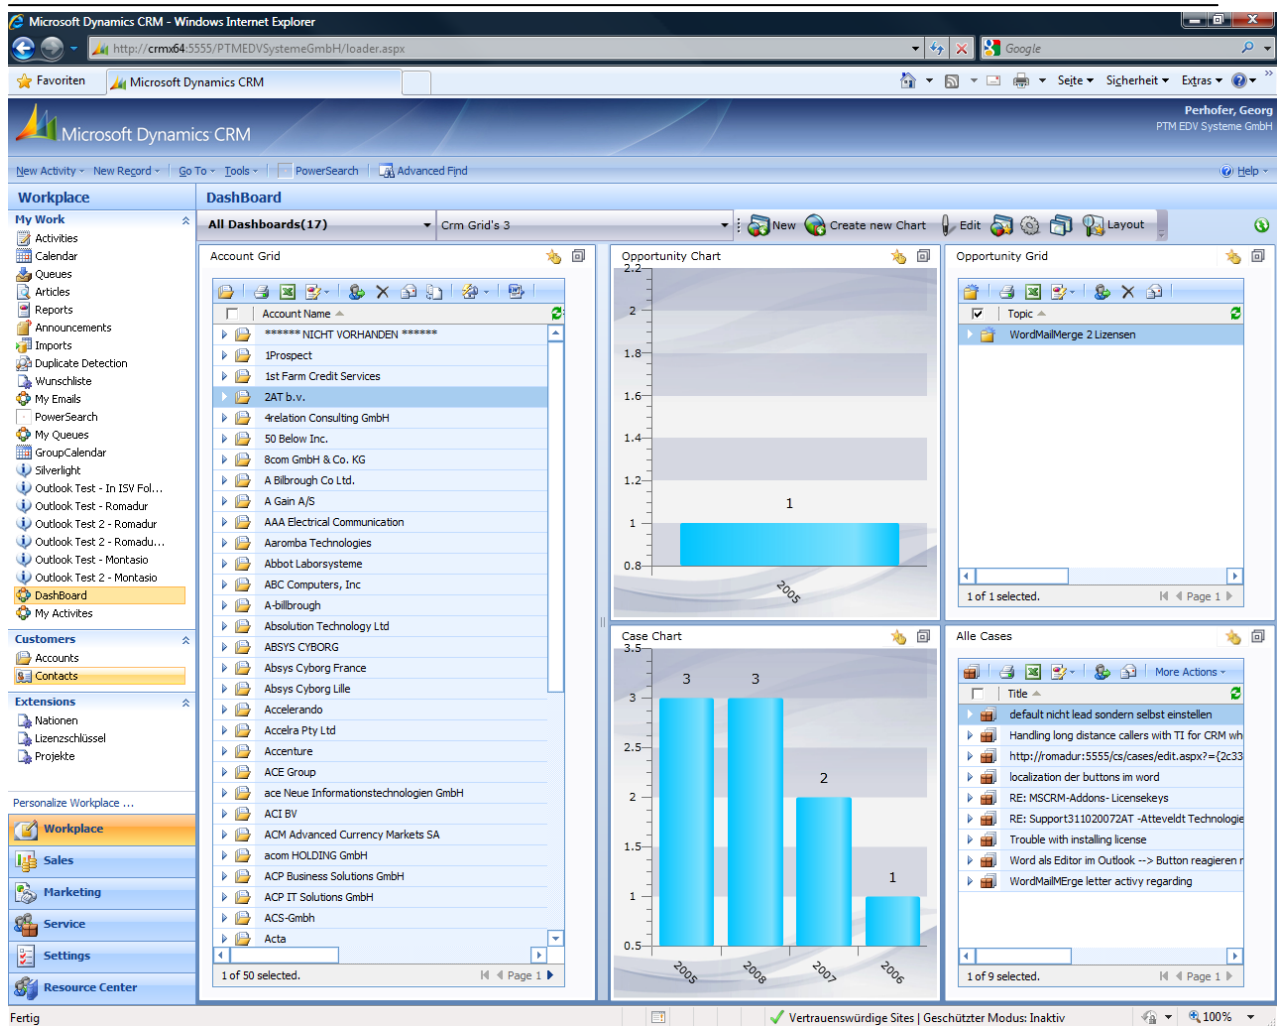 Microsoft Dynamics CRM - Windows Internet Explorer
http://crmx64:5555/PTMEDVSystemeGmbH/loader.aspx
Google
Favoriten
Microsoft Dynamics CRM
Seite
Sicherheit
Extras
Microsoft Dynamics CRM
Perhofer, Georg
PTM EDV Systeme GmbH
New Activity
New Record
Go To
Tools
PowerSearch
Advanced Find
Help
Workplace
My Work
Activities
Calendar
Queues
Articles
Reports
Announcements
Imports
Duplicate Detection
Wunschliste
My Emails
PowerSearch
My Queues
GroupCalendar
Silverlight
Outlook Test - In ISV Fol...
Outlook Test - Romadur
Outlook Test 2 - Romadur
Outlook Test 2 - Romadu...
Outlook Test - Montasio
Outlook Test 2 - Montasio
DashBoard
My Activites
Customers
Accounts
Contacts
Extensions
Nationen
Lizenzschlüssel
Projekte
Personalize Workplace ...
Workplace
Sales
Marketing
Service
Settings
Resource Center
DashBoard
All Dashboards(17)
Crm Grid's 3
New
Create new Chart
Edit
Layout
Account Grid
Account Name
****** NICHT VORHANDEN ******
1Prospect
1st Farm Credit Services
2AT b.v.
4relation Consulting GmbH
50 Below Inc.
8com GmbH & Co. KG
A Bilbrough Co Ltd.
A Gain A/S
AAA Electrical Communication
Aaromba Technologies
Abbot Laborsysteme
ABC Computers, Inc
A-billbrough
Absolution Technology Ltd
ABSYS CYBORG
Absys Cyborg France
Absys Cyborg Lille
Accelerando
Accelra Pty Ltd
Accenture
ACE Group
ace Neue Informationstechnologien GmbH
ACI BV
ACM Advanced Currency Markets SA
acom HOLDING GmbH
ACP Business Solutions GmbH
ACP IT Solutions GmbH
ACS-Gmbh
Acta
1 of 50 selected.
Page 1
Opportunity Chart
2.2
2
1.8
1.6
1.4
1.2
1
0.8
1
2005
Opportunity Grid
Topic
WordMailMerge 2 Lizensen
1 of 1 selected.
Page 1
Case Chart
3.5
3
2.5
2
1.5
1
0.5
3
3
2
1
2005
2008
2007
2006
Alle Cases
More Actions
Title
default nicht lead sondern selbst einstellen
Handling long distance callers with TI for CRM wh
http://romadur:5555/cs/cases/edit.aspx?={2c33
localization der buttons im word
RE: MSCRM-Addons- Licensekeys
RE: Support311020072AT -Atteveldt Technologie
Trouble with installing license
Word als Editor im Outlook --> Button reagieren r
WordMailMErge letter activy regarding
1 of 9 selected.
Page 1
Fertig
Vertrauenswürdige Sites | Geschützter Modus: Inaktiv
100%